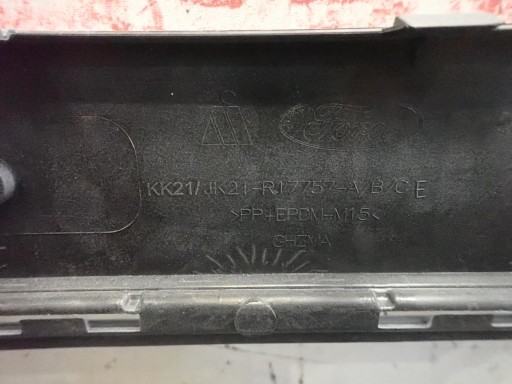 Ford
KK21/JK21-R17757-A/B/C E
>PP+EPDM-M15<
CHINA